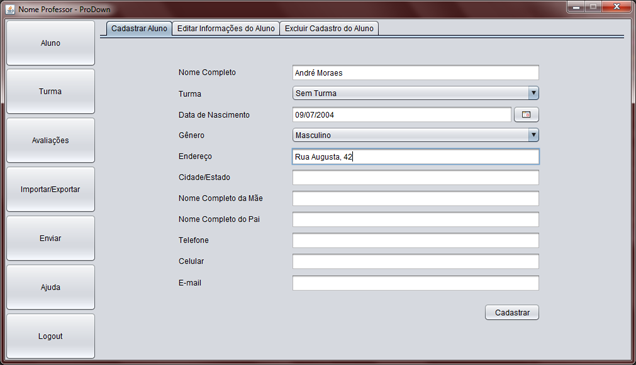 Nome Professor - ProDown
Aluno
Turma
Avaliações
Importar/Exportar
Enviar
Ajuda
Logout
Cadastrar Aluno Editar Informações do Aluno Excluir Cadastro do Aluno
Nome Completo André Moraes
Turma Sem Turma
Data de Nascimento 09/07/2004
Gênero Masculino
Endereço Rua Augusta, 42
Cidade/Estado
Nome Completo da Mãe
Nome Completo do Pai
Telefone
Celular
E-mail
Cadastrar